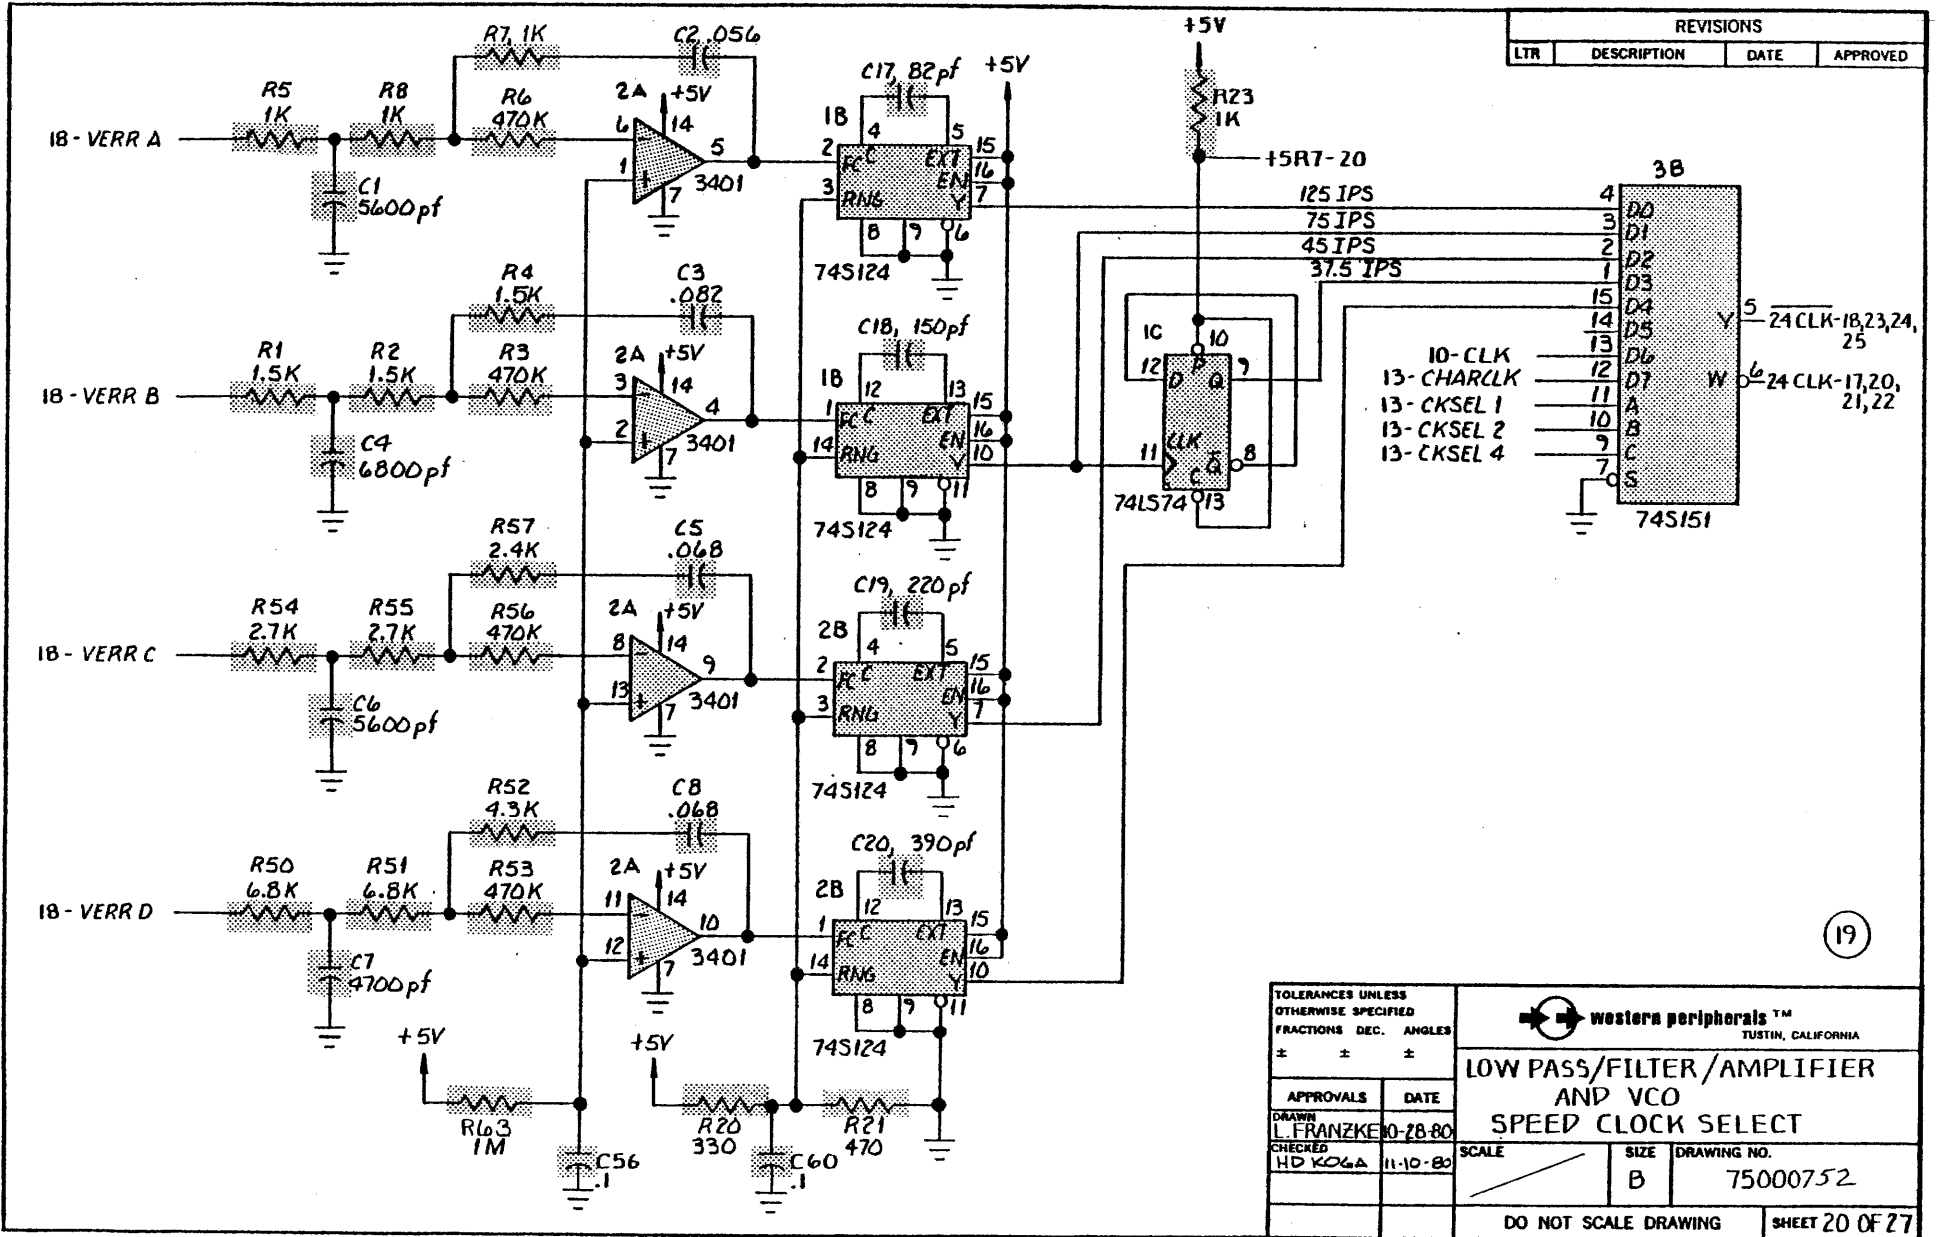 REVISIONS
LTR DESCRIPTION DATE APPROVED
R7, 1K
C2 .056
+5V
R5
1K
R8
1K
R6
470K
2A
+5V
C17, 82pf
+5V
R23
1K
18-VERR A
6
14
5
1
7
3401
1B
4
5
2
FC
C
EXT
15
EN
16
3
RNG
Y
7
8
9
6
74S124
+5R7-20
C1
5600pf
125 IPS
75 IPS
45 IPS
37.5 IPS
3B
4
D0
3
D1
2
D2
1
D3
15
D4
14
D5
13
D6
12
D7
11
A
10
B
9
C
7
S
Y
5
24CLK-18,23,24,
25
W
6
24 CLK-17,20,
21,22
74S151
10-CLK
13-CHARCLK
13-CKSEL 1
13-CKSEL 2
13-CKSEL 4
R4
1.5K
C3
.082
R1
1.5K
R2
1.5K
R3
470K
2A
+5V
18-VERR B
3
14
4
2
7
3401
C4
6800pf
C18, 150pf
1B
12
13
1
FC
C
EXT
15
EN
16
14
RNG
Y
10
8
9
11
74S124
1C
10
12
D
P
Q
9
11
CLK
Q
8
C
13
74LS74
R57
2.4K
C5
.068
R54
2.7K
R55
2.7K
R56
470K
2A
+5V
18-VERR C
8
14
9
13
7
3401
C6
5600pf
C19, 220pf
2B
4
5
2
FC
C
EXT
15
EN
16
3
RNG
Y
7
8
9
6
74S124
R52
4.3K
C8
.068
R50
6.8K
R51
6.8K
R53
470K
2A
+5V
18-VERR D
11
14
10
12
7
3401
C7
4700pf
C20, 390pf
2B
12
13
1
FC
C
EXT
15
EN
16
14
RNG
Y
10
8
9
11
74S124
+5V
R63
1M
C56
.1
+5V
R20
330
C60
.1
R21
470
19
TOLERANCES UNLESS
OTHERWISE SPECIFIED
FRACTIONS DEC. ANGLES
± ± ±
APPROVALS DATE
DRAWN
L. FRANZKE 10-28-80
CHECKED
HD KOGA 11-10-80
western peripherals ™
TUSTIN, CALIFORNIA
LOW PASS/FILTER/AMPLIFIER
AND VCO
SPEED CLOCK SELECT
SCALE
SIZE
B
DRAWING NO.
75000752
DO NOT SCALE DRAWING
SHEET 20 OF 27